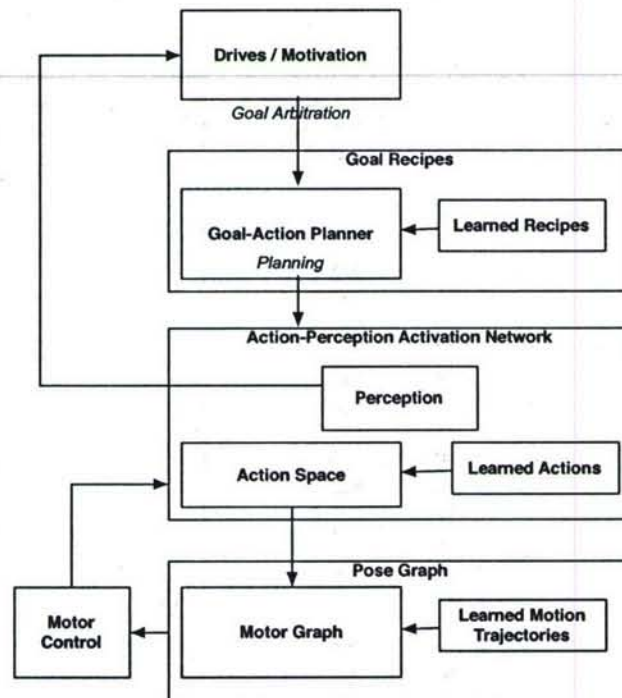 Drives / Motivation
Goal Arbitration
Goal Recipes
Goal-Action Planner
Learned Recipes
Planning
Action-Perception Activation Network
Perception
Action Space
Learned Actions
Pose Graph
Motor
Control
Motor Graph
Learned Motion
Trajectories